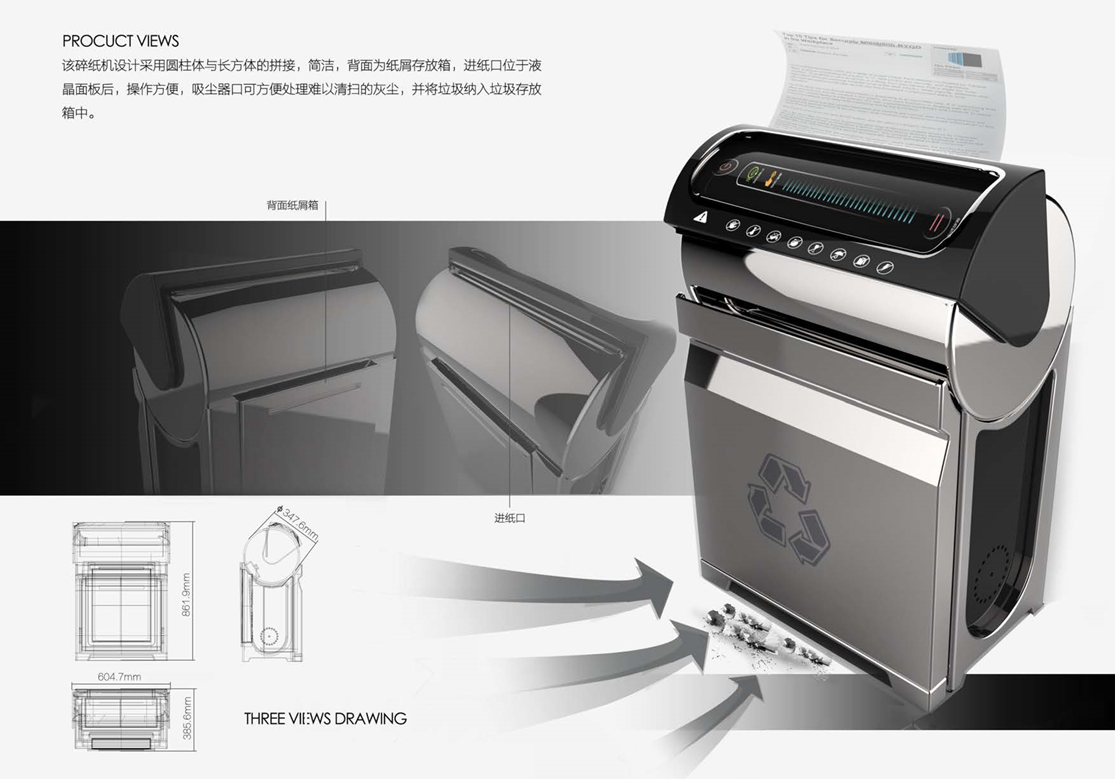 PROCUCT VIEWS
该碎纸机设计采用圆柱体与长方体的拼接，简洁，背面为纸屑存放箱，进纸口位于液
晶面板后，操作方便，吸尘器口可方便处理难以清扫的灰尘，并将垃圾纳入垃圾存放
箱中。
背面纸屑箱
进纸口
347.6mm
861.9mm
604.7mm
385.6mm
THREE VIEWS DRAWING